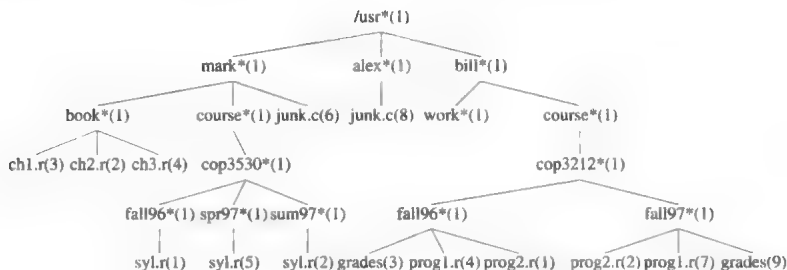 /usr*(1)
mark*(1) alex*(1) bill*(1)
book*(1) course*(1) junk.c(6) junk.c(8) work*(1) course*(1)
ch1.r(3) ch2.r(2) ch3.r(4) cop3530*(1) cop3212*(1)
fall96*(1) spr97*(1) sum97*(1) fall96*(1) fall97*(1)
syl.r(1) syl.r(5) syl.r(2) grades(3) prog1.r(4) prog2.r(1) prog2.r(2) prog1.r(7) grades(9)